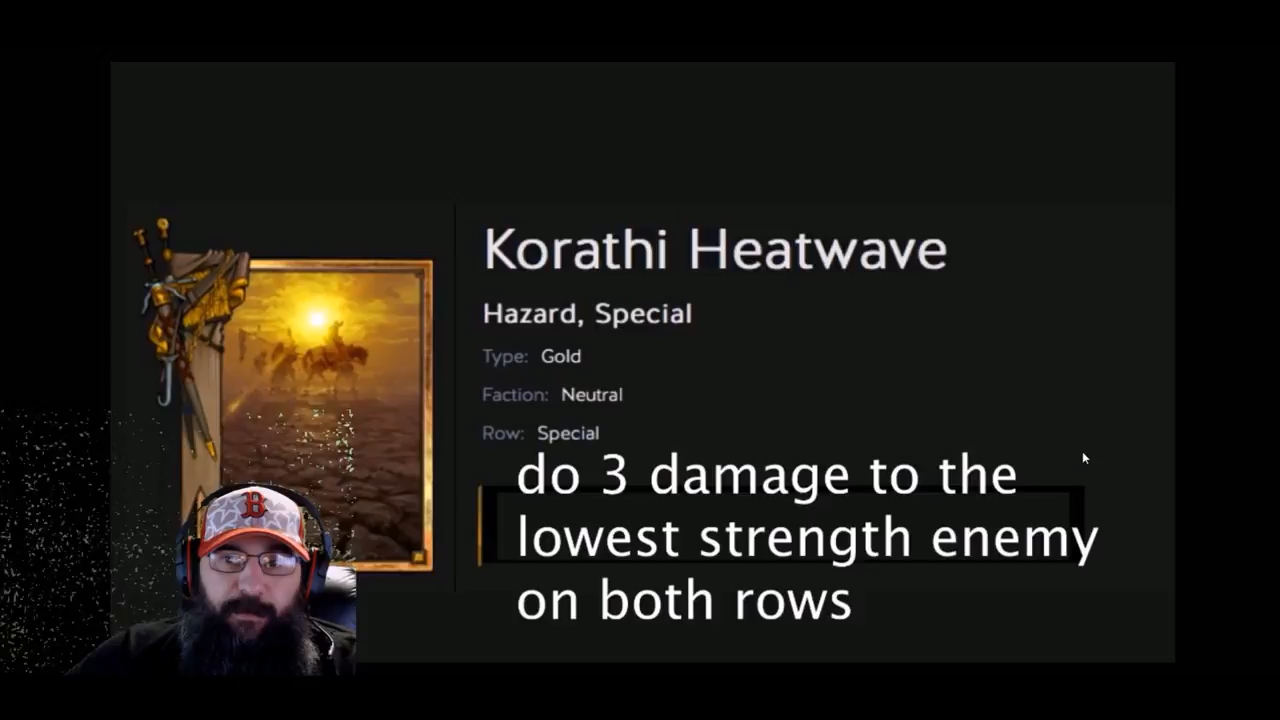 Korathi Heatwave
Hazard, Special
Type: Gold
Faction: Neutral
Row: Special
do 3 damage to the
lowest strength enemy
on both rows
B